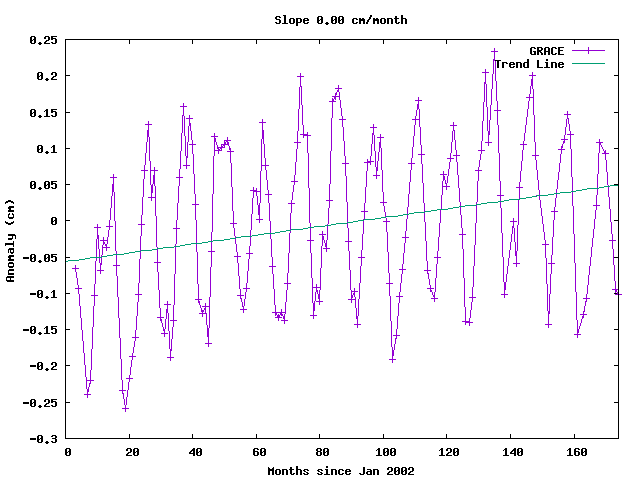 Slope 0.00 cm/month
GRACE
Trend Line
0.25
0.2
0.15
0.1
0.05
0
-0.05
-0.1
-0.15
-0.2
-0.25
-0.3
Anomaly (cm)
0 20 40 60 80 100 120 140 160
Months since Jan 2002